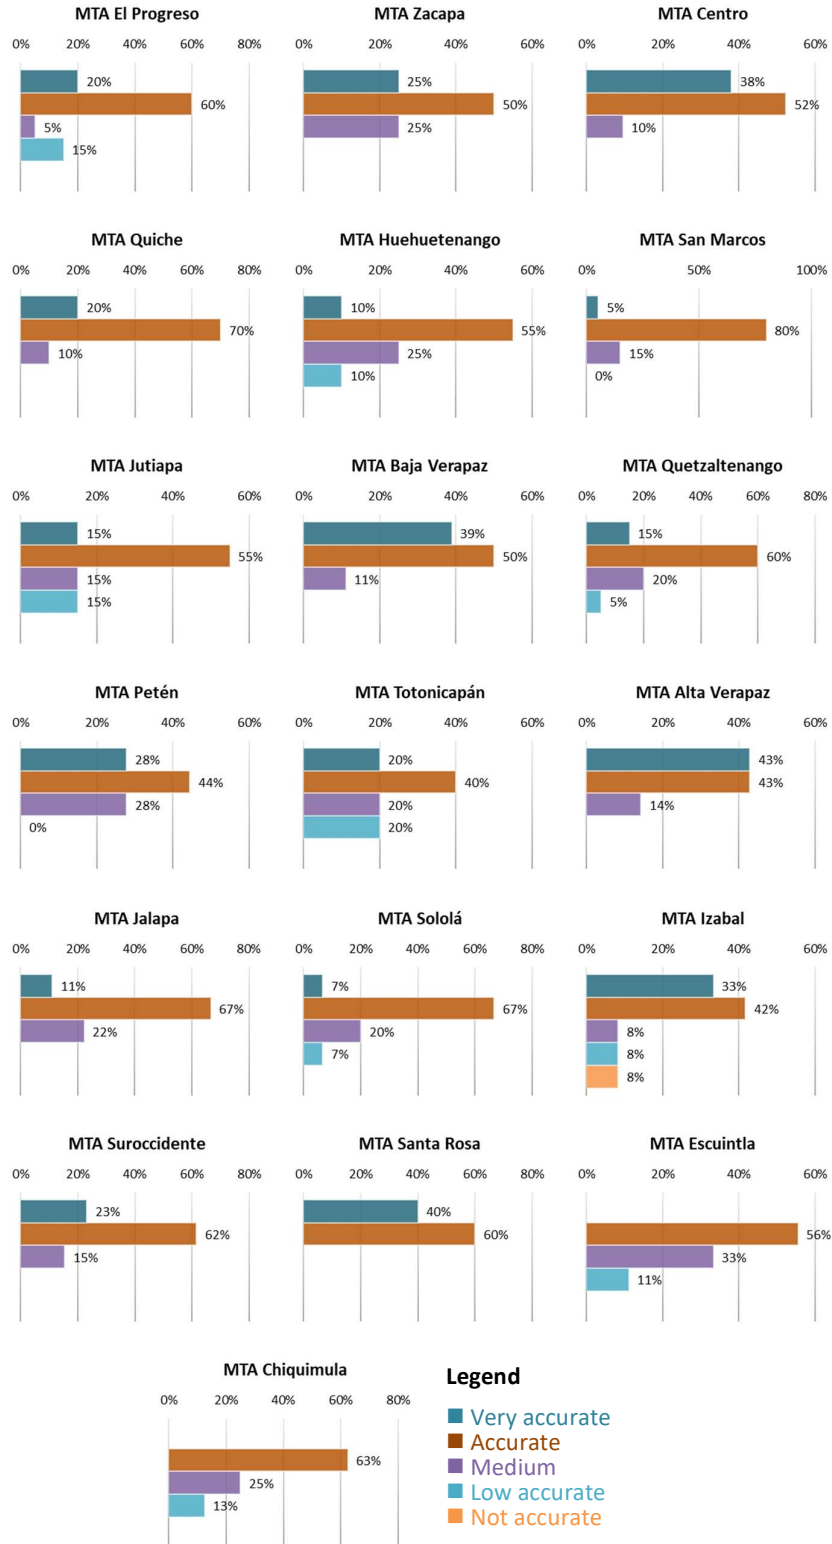 MTA El Progreso
0% 20% 40% 60% 80%
20%
60%
5%
15%
MTA Zacapa
0% 20% 40% 60%
25%
50%
25%
MTA Centro
0% 20% 40% 60%
38%
52%
10%
MTA Quiche
0% 20% 40% 60% 80%
20%
70%
10%
MTA Huehuetenango
0% 20% 40% 60%
10%
55%
25%
10%
MTA San Marcos
0% 50% 100%
5%
80%
15%
0%
MTA Jutiapa
0% 20% 40% 60%
15%
55%
15%
15%
MTA Baja Verapaz
0% 20% 40% 60%
39%
50%
11%
MTA Quetzaltenango
0% 20% 40% 60% 80%
15%
60%
20%
5%
MTA Petén
0% 20% 40% 60%
28%
44%
28%
0%
MTA Totonicapán
0% 20% 40% 60%
20%
40%
20%
20%
MTA Alta Verapaz
0% 20% 40% 60%
43%
43%
14%
MTA Jalapa
0% 20% 40% 60% 80%
11%
67%
22%
MTA Sololá
0% 20% 40% 60% 80%
7%
67%
20%
7%
MTA Izabal
0% 20% 40% 60%
33%
42%
8%
8%
8%
MTA Suroccidente
0% 20% 40% 60% 80%
23%
62%
15%
MTA Santa Rosa
0% 20% 40% 60% 80%
40%
60%
MTA Escuintla
0% 20% 40% 60%
56%
33%
11%
MTA Chiquimula
0% 20% 40% 60% 80%
63%
25%
13%
Legend
Very accurate
Accurate
Medium
Low accurate
Not accurate